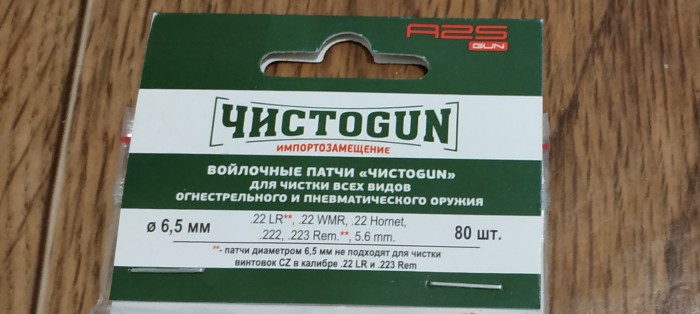 A2S
GUN
ЧИСТОGUN
ИМПОРТОЗАМЕЩЕНИЕ
ВОЙЛОЧНЫЕ ПАТЧИ «ЧИСТОGUN»
ДЛЯ ЧИСТКИ ВСЕХ ВИДОВ
ОГНЕСТРЕЛЬНОГО И ПНЕВМАТИЧЕСКОГО ОРУЖИЯ
ø 6,5 мм
.22 LR**, .22 WMR, .22 Hornet,
.222, .223 Rem.**, 5.6 mm.
80 шт.
**- патчи диаметром 6,5 мм не подходят для чистки
винтовок CZ в калибре .22 LR и .223 Rem